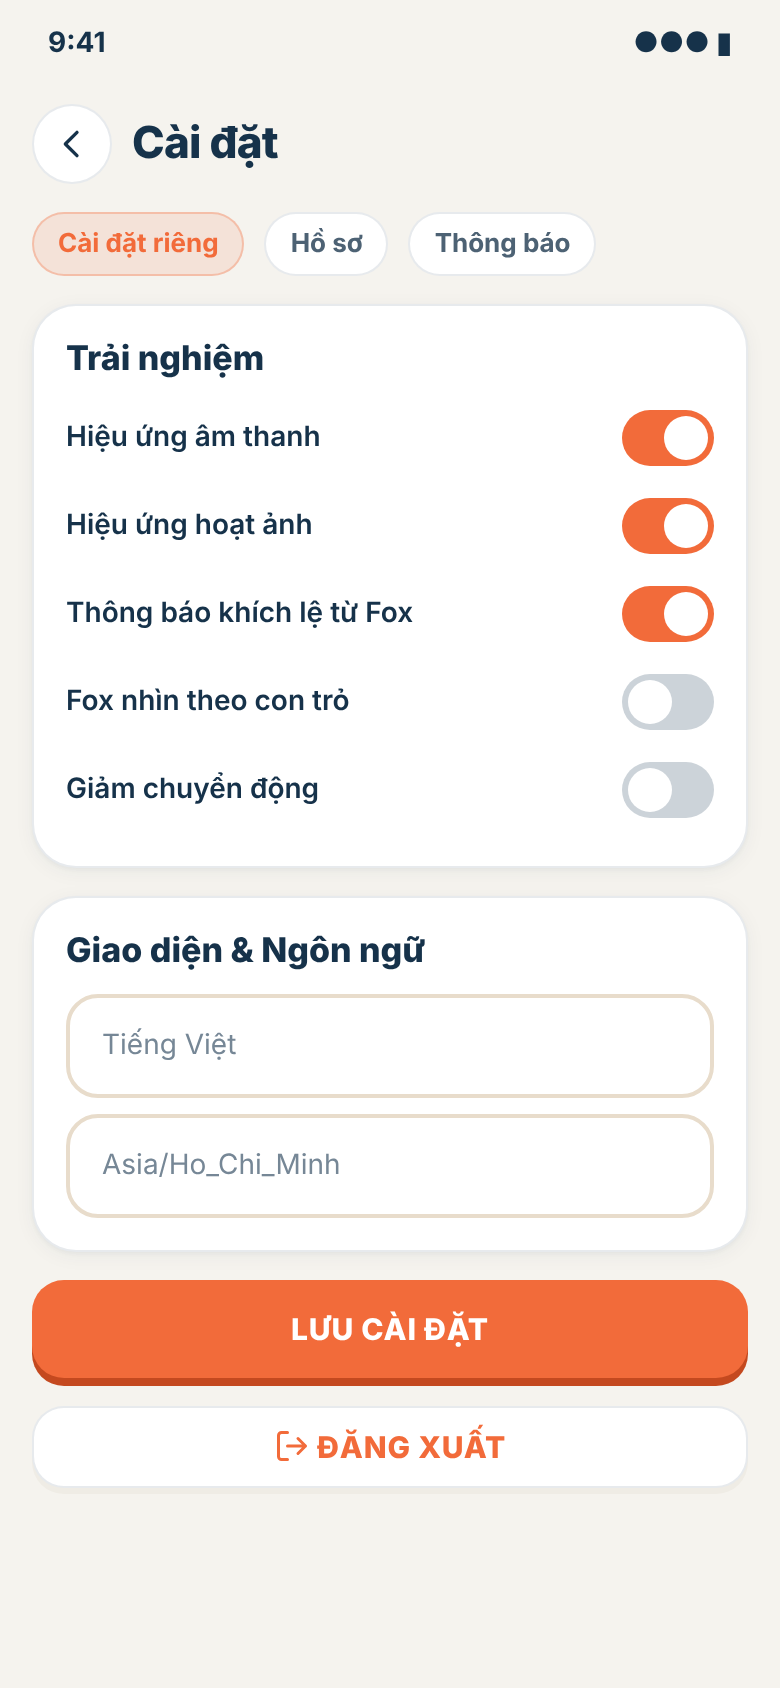 9:41
Cài đặt
Cài đặt riêng
Hồ sơ
Thông báo
Trải nghiệm
Hiệu ứng âm thanh
Hiệu ứng hoạt ảnh
Thông báo khích lệ từ Fox
Fox nhìn theo con trỏ
Giảm chuyển động
Giao diện & Ngôn ngữ
Tiếng Việt
Asia/Ho_Chi_Minh
LƯU CÀI ĐẶT
ĐĂNG XUẤT